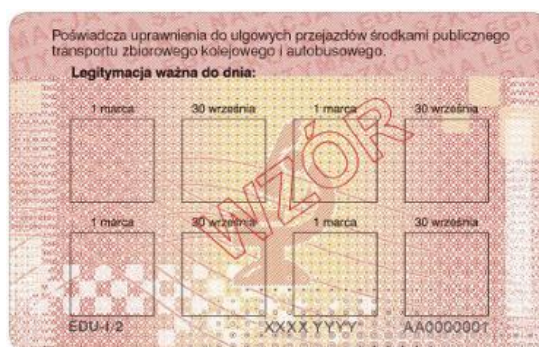 Poświadcza uprawnienia do ulgowych przejazdów środkami publicznego
transportu zbiorowego kolejowego i autobusowego.
Legitymacja ważna do dnia:
1 marca 30 września 1 marca 30 września
WZÓR
1 marca 30 września 1 marca 30 września
EDU-I/2 XXXX YYYY AA0000001